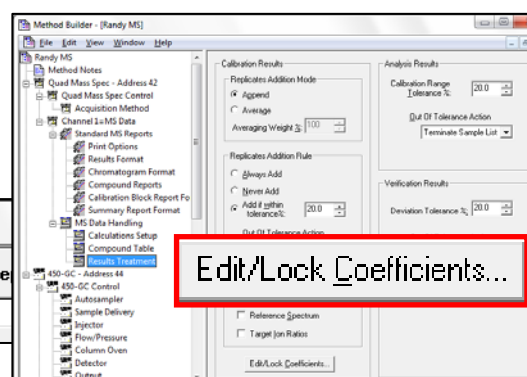 Method Builder - [Randy MS]
File Edit View Window Help
Randy MS
Method Notes
Quad Mass Spec - Address 42
Quad Mass Spec Control
Acquisition Method
Channel 1=MS Data
Standard MS Reports
Print Options
Results Format
Chromatogram Format
Compound Reports
Calibration Block Report Fo
Summary Report Format
MS Data Handling
Calculations Setup
Compound Table
Results Treatment
450-GC - Address 44
450-GC Control
Autosampler
Sample Delivery
Injector
Flow/Pressure
Column Oven
Detector
Output
Calibration Results
Replicates Addition Mode
Append
Average
Averaging Weight %: 100
Replicates Addition Rule
Always Add
Never Add
Add if within tolerance%: 20.0
Out Of Tolerance Action
Edit/Lock Coefficients...
Reference Spectrum
Target Ion Ratios
Edit/Lock Coefficients...
Analysis Results
Calibration Range
Tolerance %: 20.0
Out Of Tolerance Action
Terminate Sample List
Verification Results
Deviation Tolerance %: 20.0